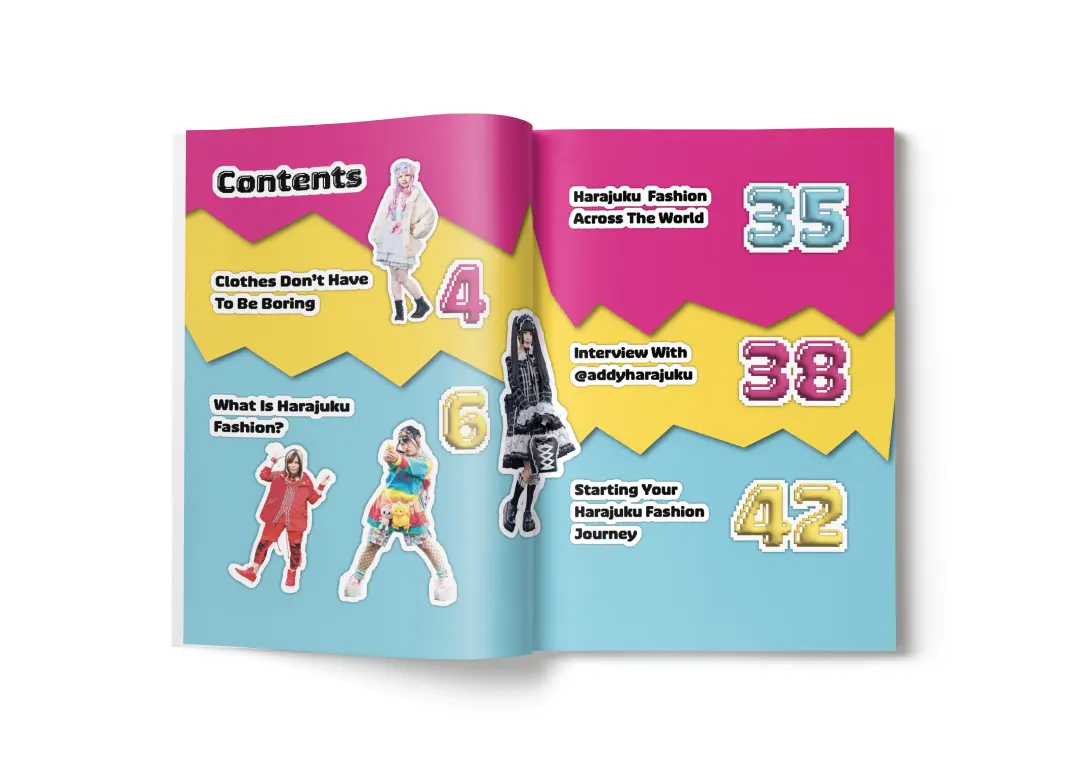 Contents
Clothes Don't Have
To Be Boring
4
What Is Harajuku
Fashion?
6
Harajuku Fashion
Across The World
35
Interview With
@addyharajuku
38
Starting Your
Harajuku Fashion
Journey
42